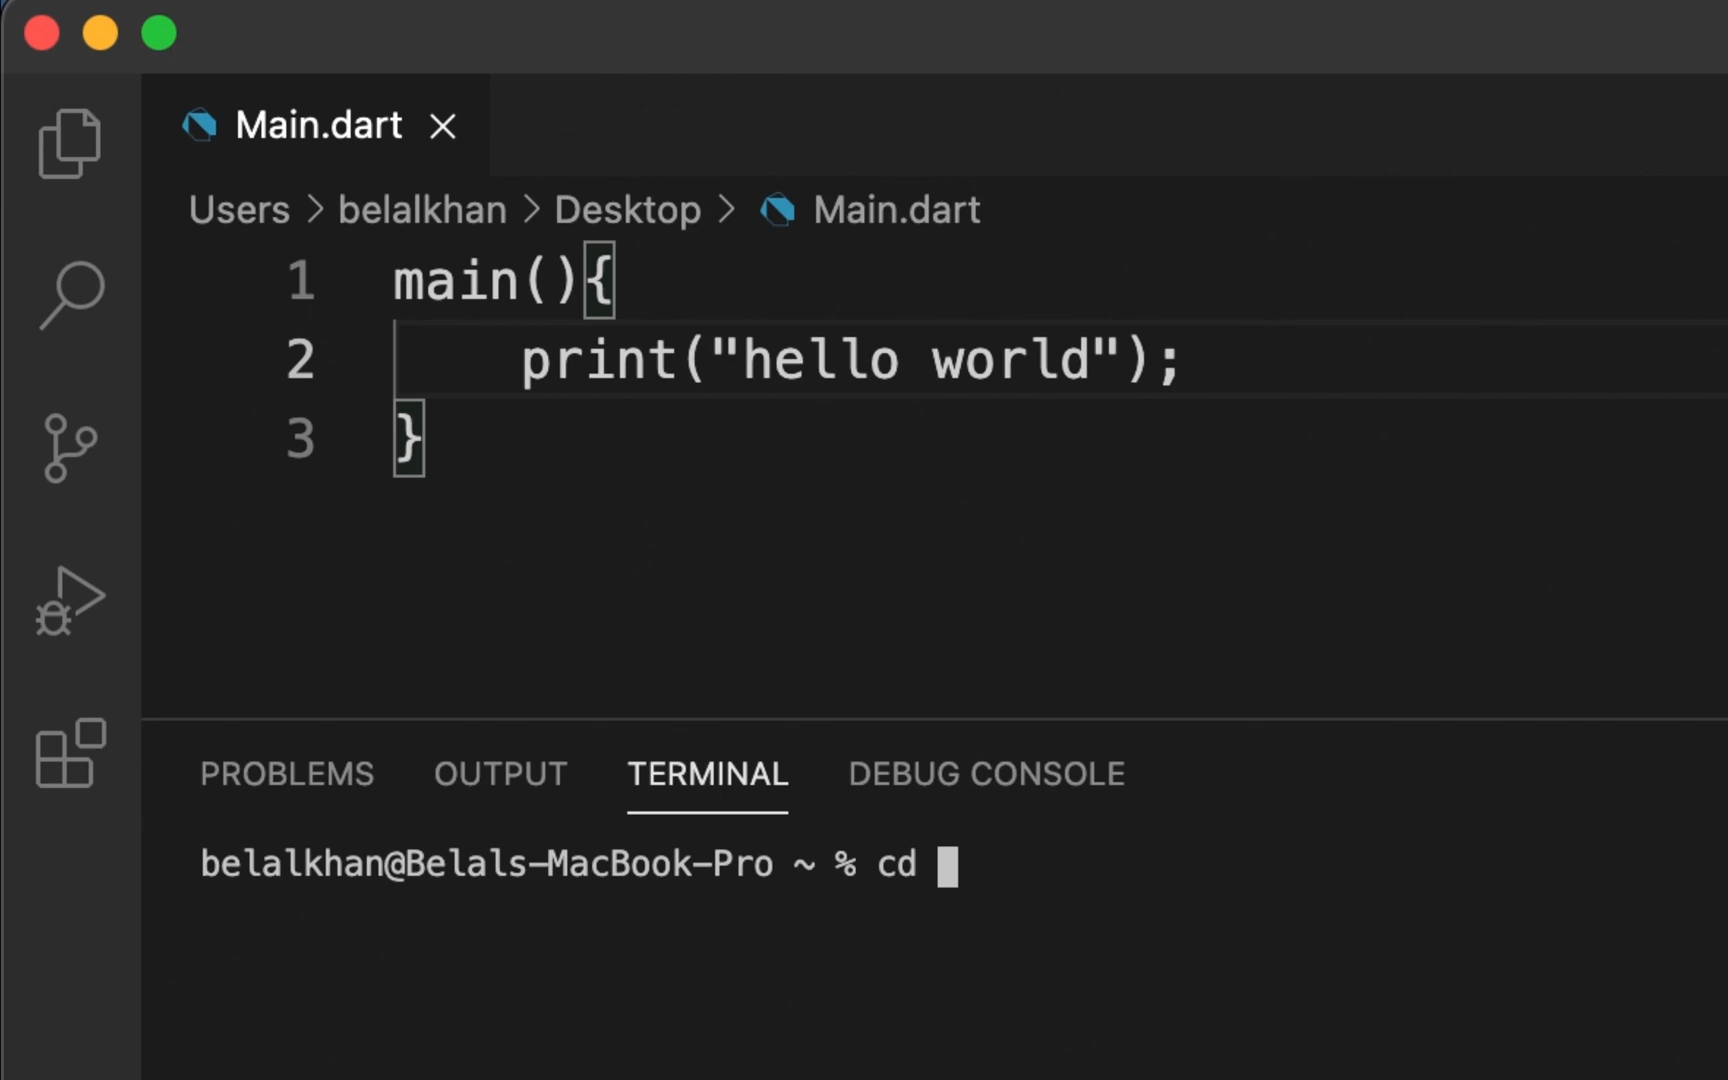 Main.dart
Users > belalkhan > Desktop > Main.dart
1 main(){
2 print("hello world");
3 }
PROBLEMS OUTPUT TERMINAL DEBUG CONSOLE
belalkhan@Belals-MacBook-Pro ~ % cd